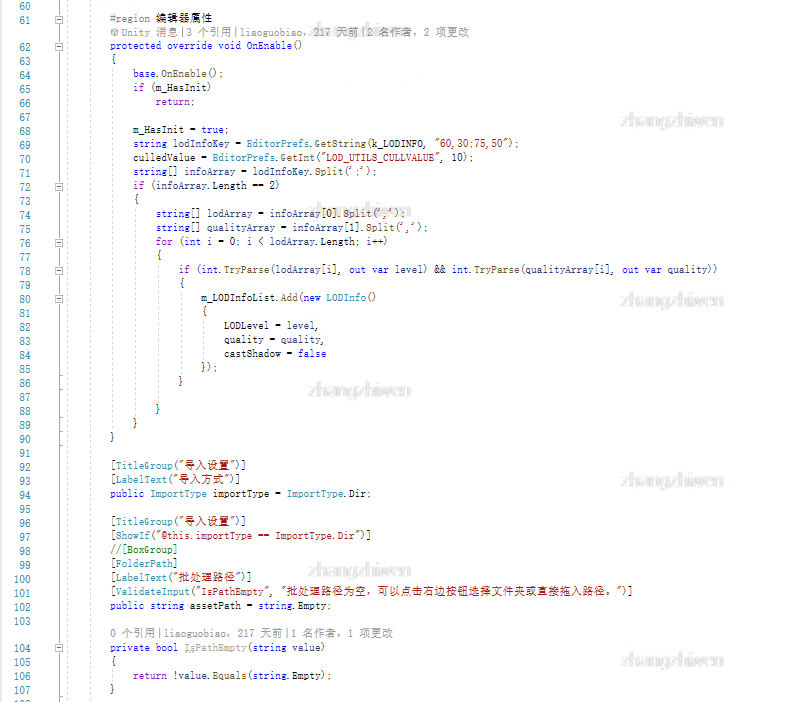 60
61 #region 编辑器属性
Unity 消息|3 个引用|liaoguobiao，217 天前|2 名作者，2 项更改
62 protected override void OnEnable()
63 {
64 base.OnEnable();
65 if (m_HasInit)
66 return;
67
68 m_HasInit = true;
69 string lodInfoKey = EditorPrefs.GetString(k_LODINFO, "60,30;75,50");
70 culledValue = EditorPrefs.GetInt("LOD_UTILS_CULLVALUE", 10);
71 string[] infoArray = lodInfoKey.Split(';');
72 if (infoArray.Length == 2)
73 {
74 string[] lodArray = infoArray[0].Split(',');
75 string[] qualityArray = infoArray[1].Split(',');
76 for (int i = 0; i < lodArray.Length; i++)
77 {
78 if (int.TryParse(lodArray[i], out var level) && int.TryParse(qualityArray[i], out var quality))
79 {
80 m_LODInfoList.Add(new LODInfo()
81 {
82 LODLevel = level,
83 quality = quality,
84 castShadow = false
85 });
86 }
87
88 }
89 }
90 }
91
92 [TitleGroup("导入设置")]
93 [LabelText("导入方式")]
94 public ImportType importType = ImportType.Dir;
95
96 [TitleGroup("导入设置")]
97 [ShowIf("@this.importType == ImportType.Dir")]
98 //[BoxGroup]
99 [FolderPath]
100 [LabelText("批处理路径")]
101 [ValidateInput("IsPathEmpty", "批处理路径为空，可以点击右边按钮选择文件夹或直接拖入路径。")]
102 public string assetPath = string.Empty;
103
0 个引用|liaoguobiao，217 天前|1 名作者，1 项更改
104 private bool IsPathEmpty(string value)
105 {
106 return !value.Equals(string.Empty);
107 }
zhangzhiwen
zhangzhiwen
zhangzhiwen
zhangzhiwen
zhangzhiwen
zhangzhiwen
zhangzhiwen
zhangzhiwen